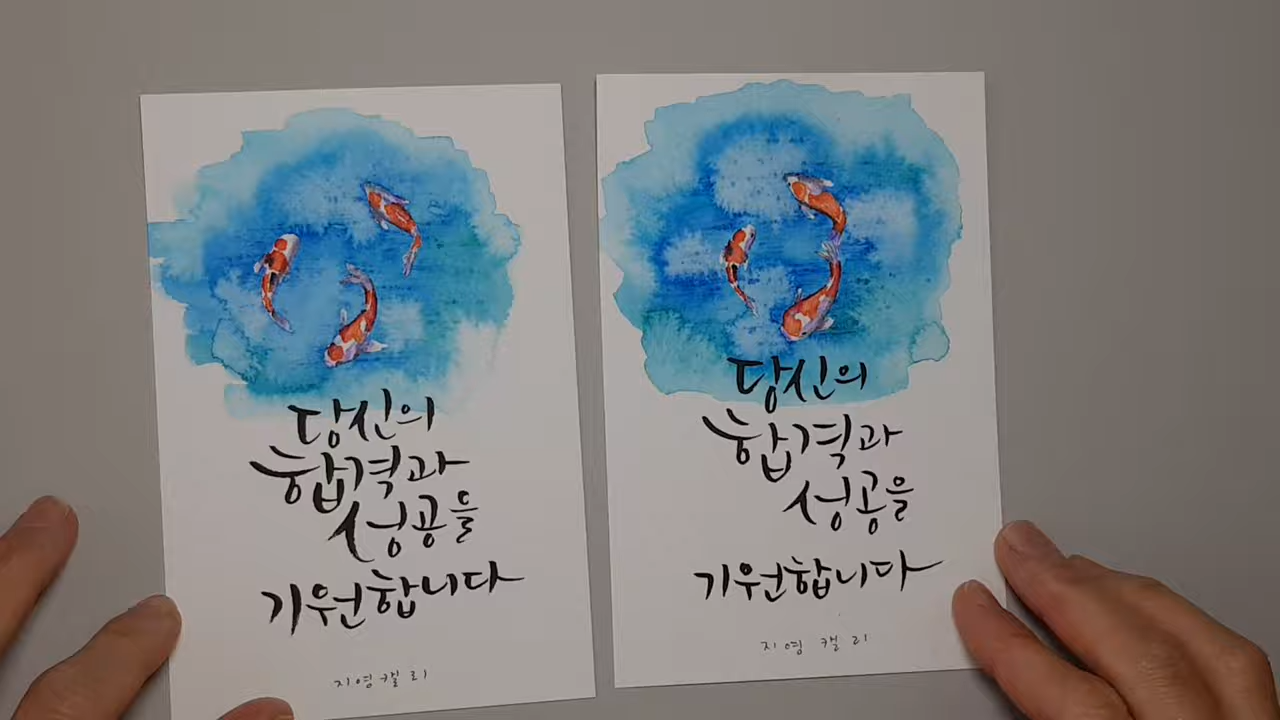 당신의
합격과
성공을
기원합니다
지영캘리
당신의
합격과
성공을
기원합니다
지영 캘리